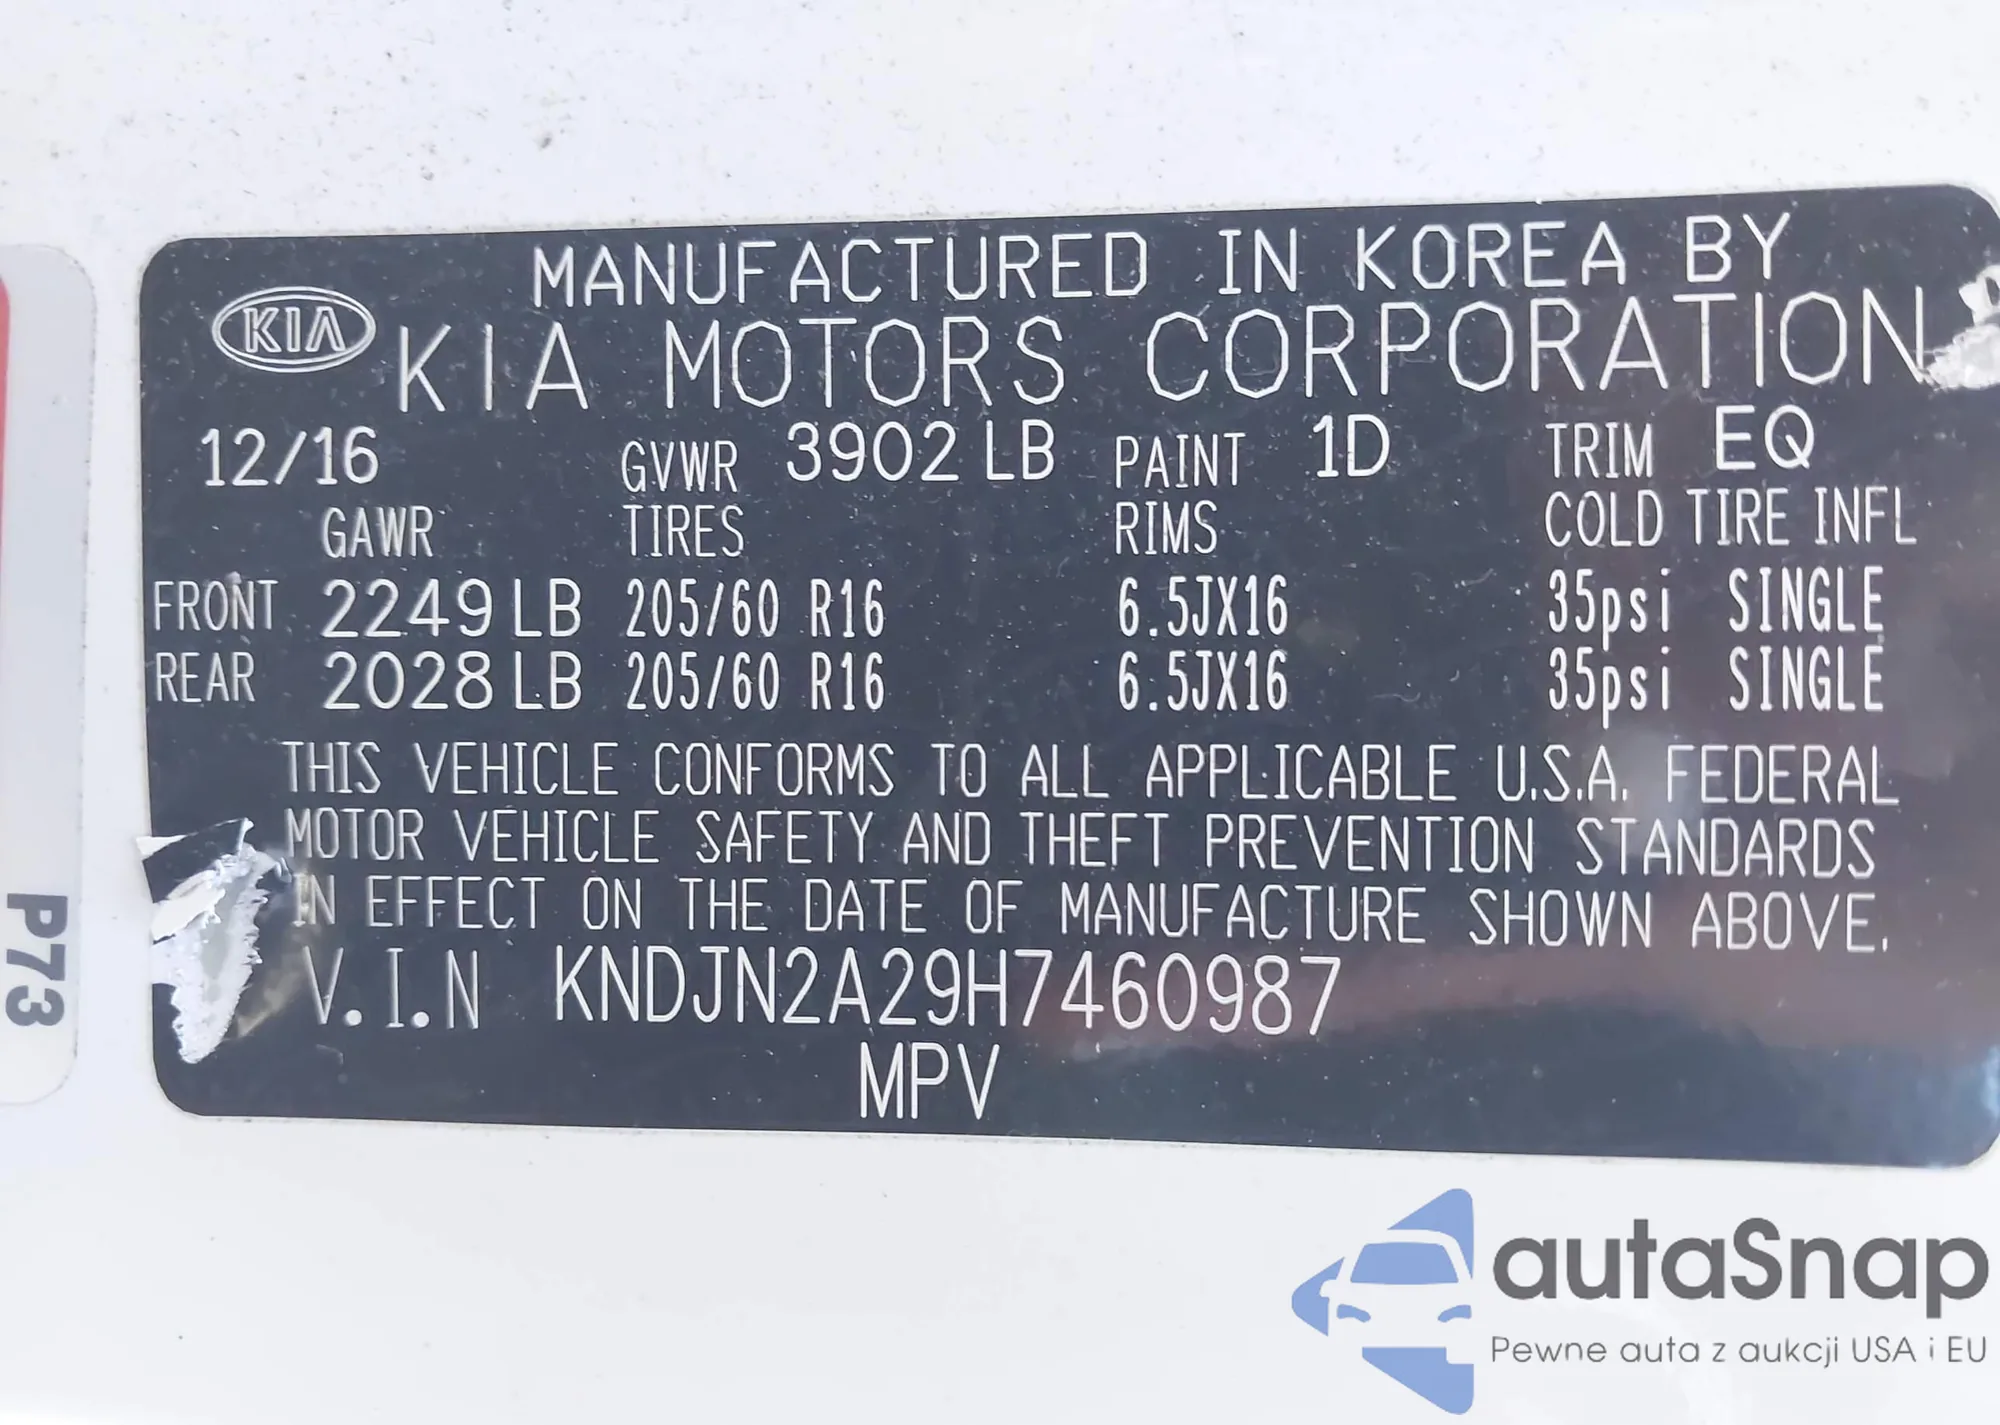 MANUFACTURED IN KOREA BY
KIA KIA MOTORS CORPORATION
12/16 GVWR 3902 LB PAINT 1D TRIM EQ
GAWR TIRES RIMS COLD TIRE INFL
FRONT 2249 LB 205/60 R16 6.5JX16 35psi SINGLE
REAR 2028 LB 205/60 R16 6.5JX16 35psi SINGLE
THIS VEHICLE CONFORMS TO ALL APPLICABLE U.S.A. FEDERAL
MOTOR VEHICLE SAFETY AND THEFT PREVENTION STANDARDS
IN EFFECT ON THE DATE OF MANUFACTURE SHOWN ABOVE.
V.I.N KNDJN2A29H7460987
MPV
P73
autaSnap
Pewne auta z aukcji USA i EU